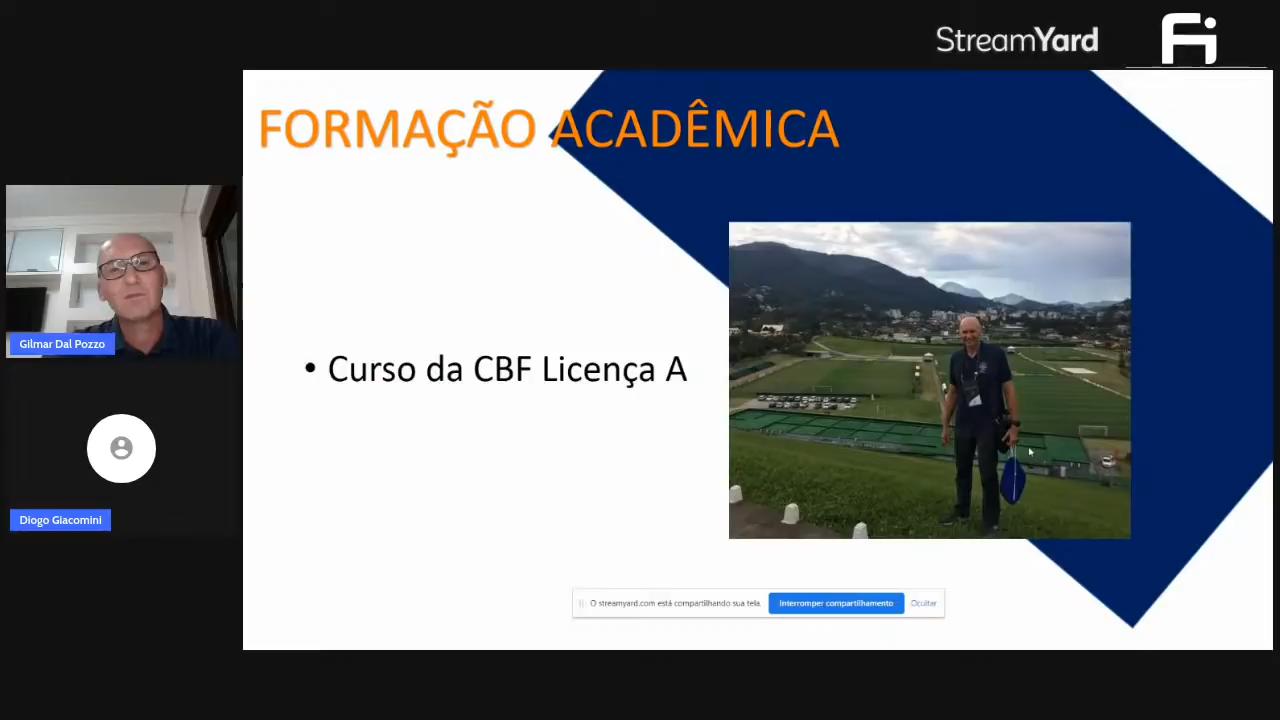 StreamYard
FORMAÇÃO ACADÊMICA
Gilmar Dal Pozzo
• Curso da CBF Licença A
Diogo Giacomini
O streamyard.com está compartilhando sua tela.
Interromper compartilhamento
Ocultar